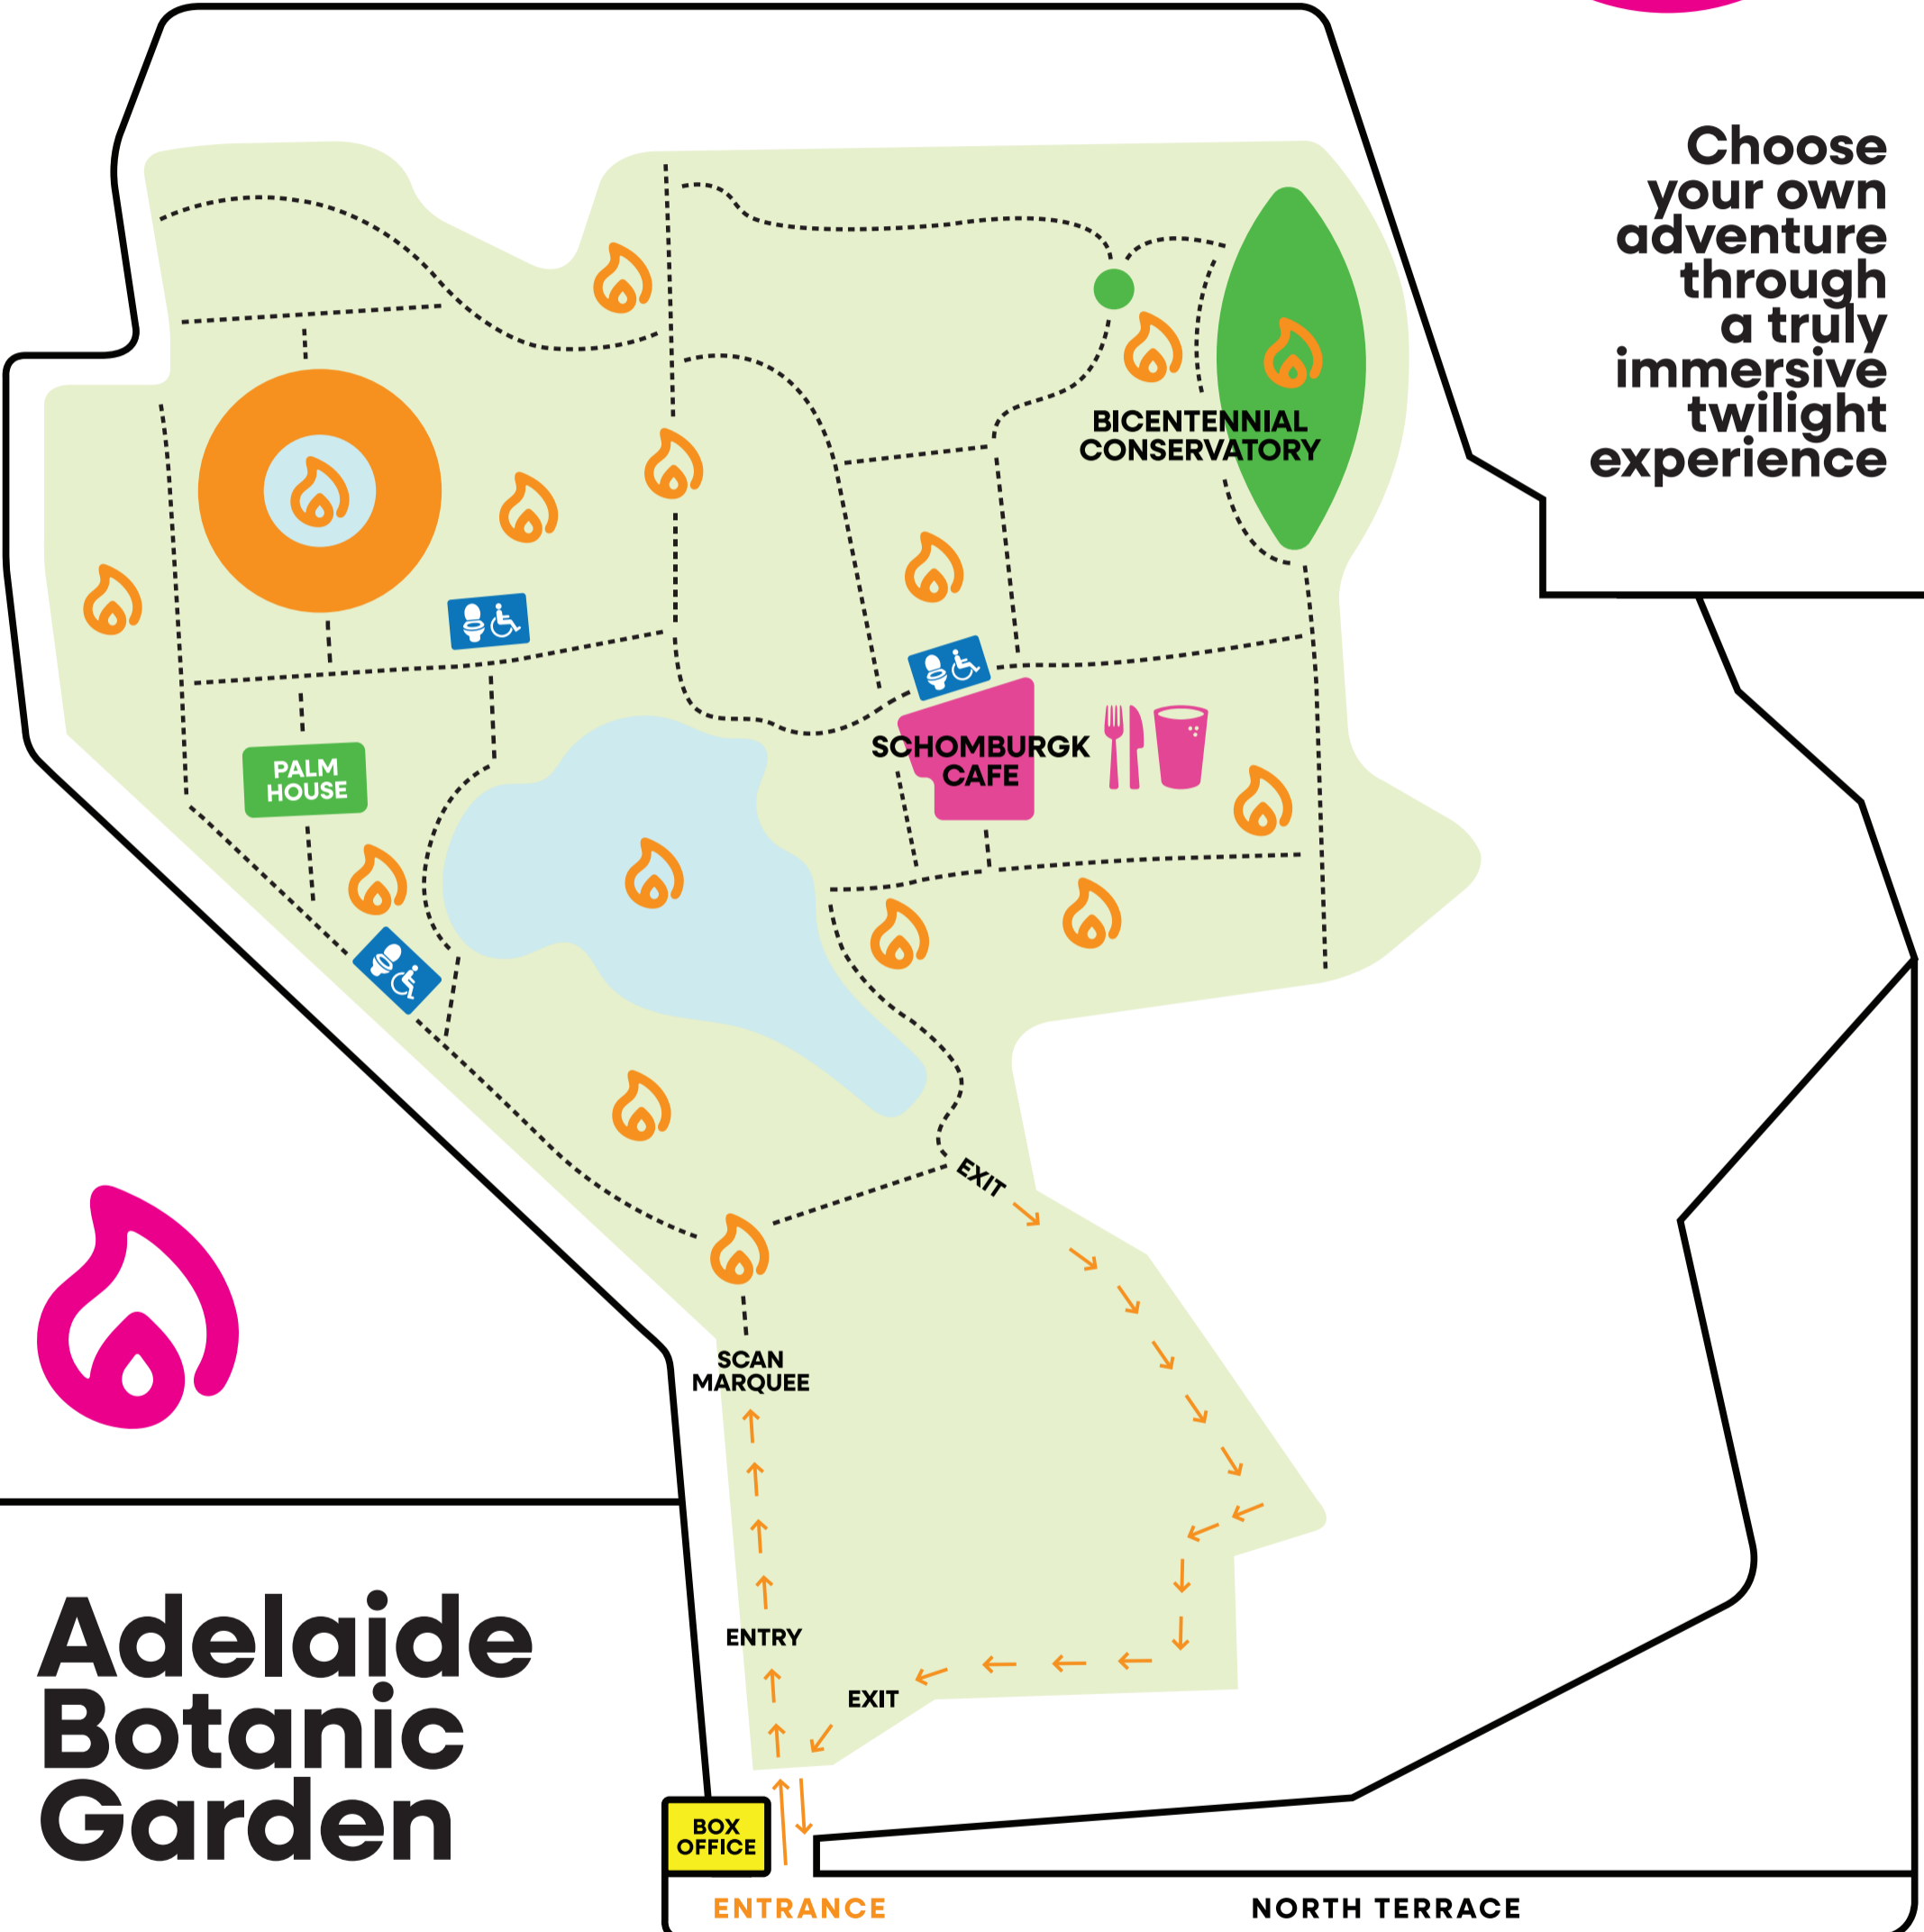 Choose
your own
adventure
through
a truly
immersive
twilight
experience
BICENTENNIAL
CONSERVATORY
SCHOMBURGK
CAFE
PALM
HOUSE
EXIT
SCAN
MARQUEE
ENTRY
EXIT
Adelaide
Botanic
Garden
BOX
OFFICE
ENTRANCE
NORTH TERRACE